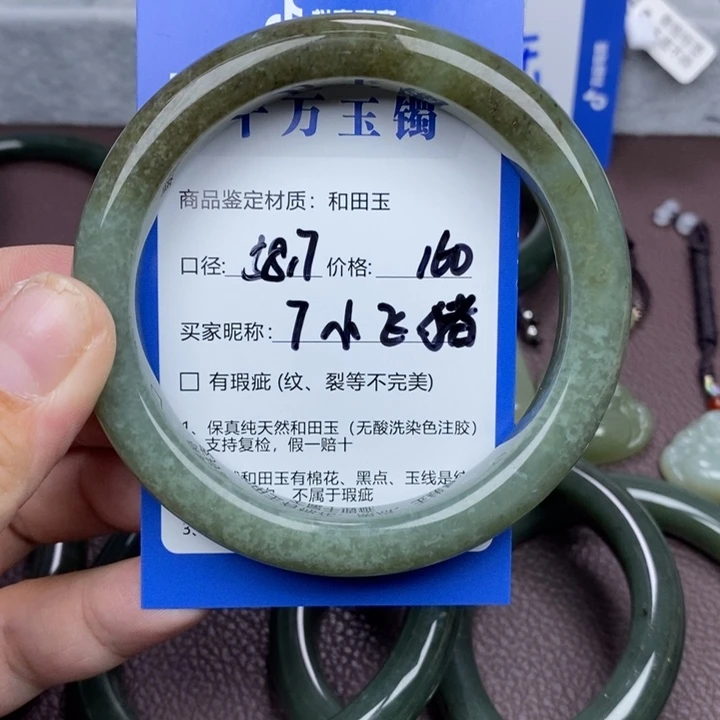 千万玉镯
商品鉴定材质：和田玉
口径：58.7 价格：160
买家昵称：7小飞猪
□ 有瑕疵 (纹、裂等不完美)
1、保真纯天然和田玉（无酸洗染色注胶）
支持复检，假一赔十
和田玉有棉花、黑点、玉线是
不属于瑕疵
3、